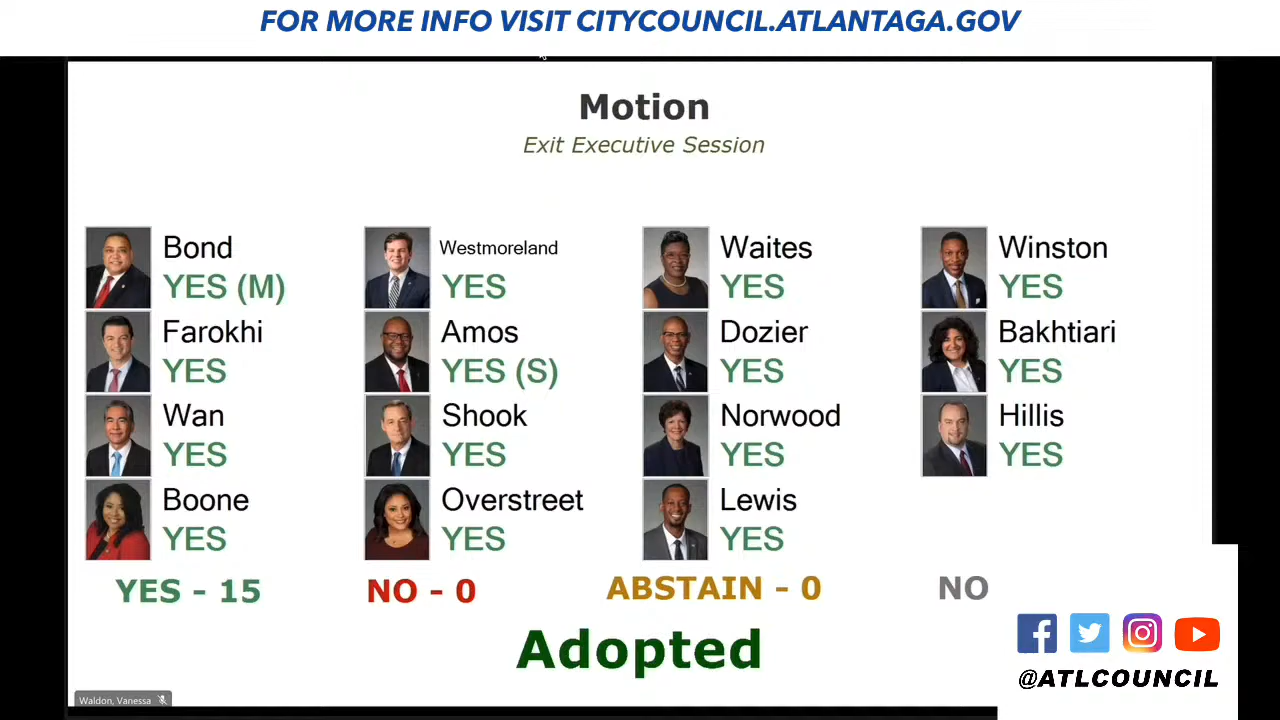 FOR MORE INFO VISIT CITYCOUNCIL.ATLANTAGA.GOV
Motion
Exit Executive Session
Bond Westmoreland Waites Winston
YES (M) YES YES YES
Farokhi Amos Dozier Bakhtiari
YES YES (S) YES YES
Wan Shook Norwood Hillis
YES YES YES YES
Boone Overstreet Lewis
YES YES YES
YES - 15 NO - 0 ABSTAIN - 0 NO
Adopted
@ATLCOUNCIL
Waldon, Vanessa